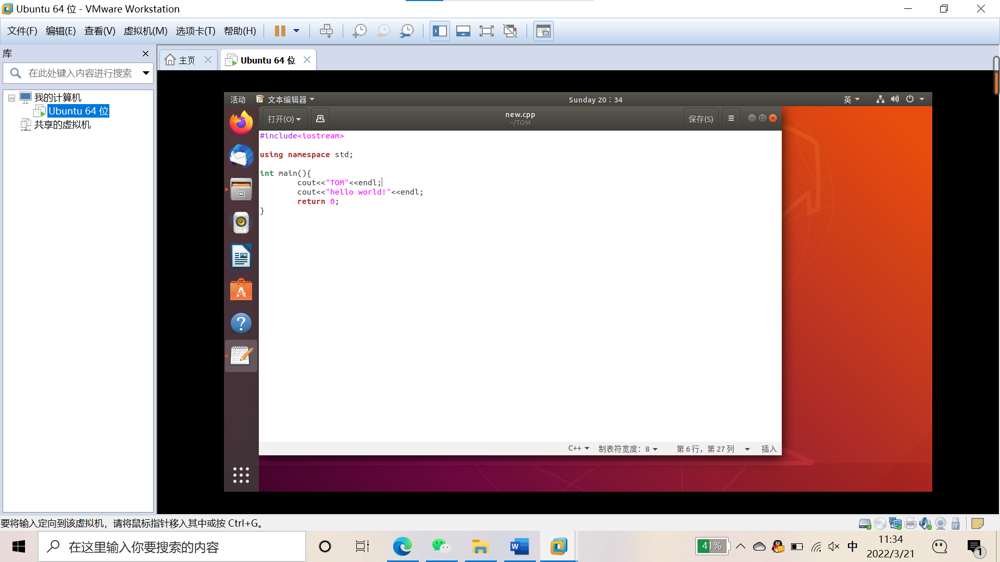 Ubuntu 64 位 - VMware Workstation
文件(F) 编辑(E) 查看(V) 虚拟机(M) 选项卡(T) 帮助(H)
库
在此处键入内容进行搜索
我的计算机
Ubuntu 64 位
共享的虚拟机
主页
Ubuntu 64 位
活动 文本编辑器 Sunday 20：34 英
打开(O) new.cpp 保存(S)
~/TOM
#include<iostream>
using namespace std;
int main(){
cout<<"TOM"<<endl;
cout<<"hello world!"<<endl;
return 0;
}
C++ 制表符宽度：8 第 6 行，第 27 列 插入
要将输入定向到该虚拟机，请将鼠标指针移入其中或按 Ctrl+G。
在这里输入你要搜索的内容
41%
中
11:34
2022/3/21
1